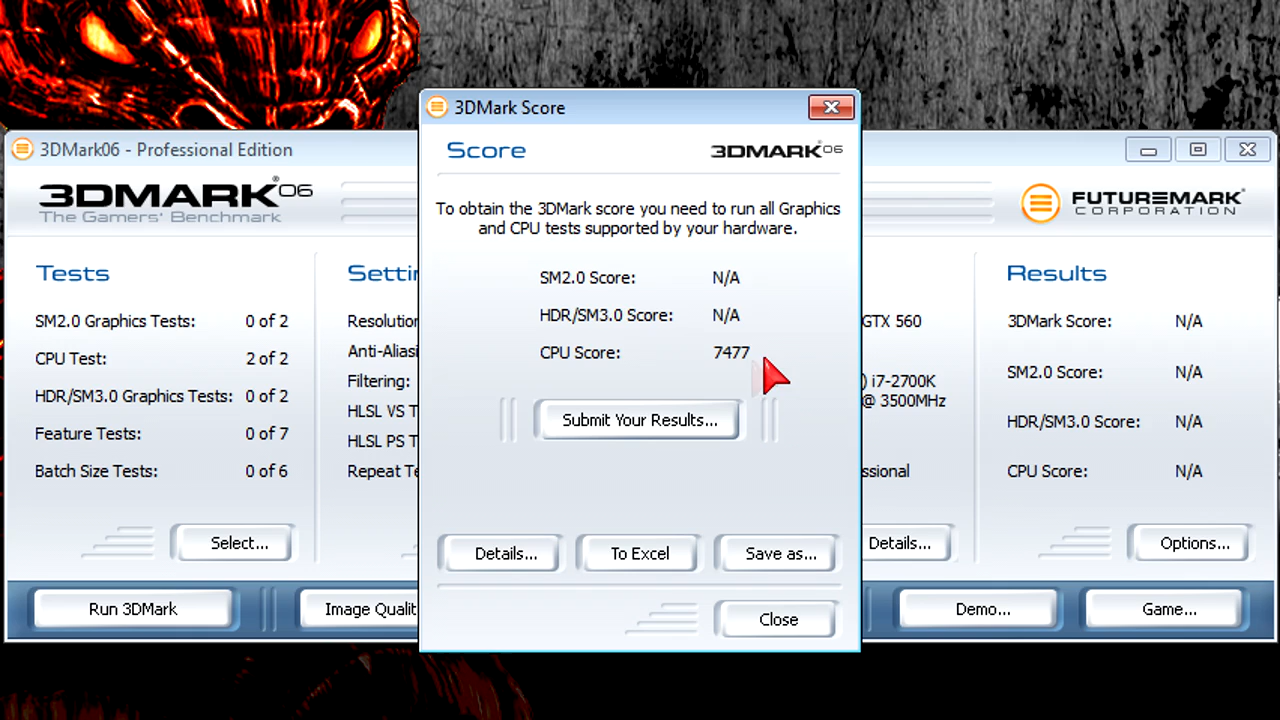 3DMark Score
Score
3DMARK®06
To obtain the 3DMark score you need to run all Graphics
and CPU tests supported by your hardware.
SM2.0 Score: N/A
HDR/SM3.0 Score: N/A
CPU Score: 7477
Submit Your Results...
Details...
To Excel
Save as...
Close
3DMark06 - Professional Edition
3DMARK®06
The Gamers' Benchmark
FUTUREMARK®
CORPORATION
Tests
SM2.0 Graphics Tests: 0 of 2
CPU Test: 2 of 2
HDR/SM3.0 Graphics Tests: 0 of 2
Feature Tests: 0 of 7
Batch Size Tests: 0 of 6
Select...
Setti
Resolution
Anti-Aliasi
Filtering:
HLSL VS T
HLSL PS T
Repeat Te
GTX 560
) i7-2700K
@ 3500MHz
ssional
Details...
Results
3DMark Score: N/A
SM2.0 Score: N/A
HDR/SM3.0 Score: N/A
CPU Score: N/A
Options...
Run 3DMark
Image Qualit
Demo...
Game...